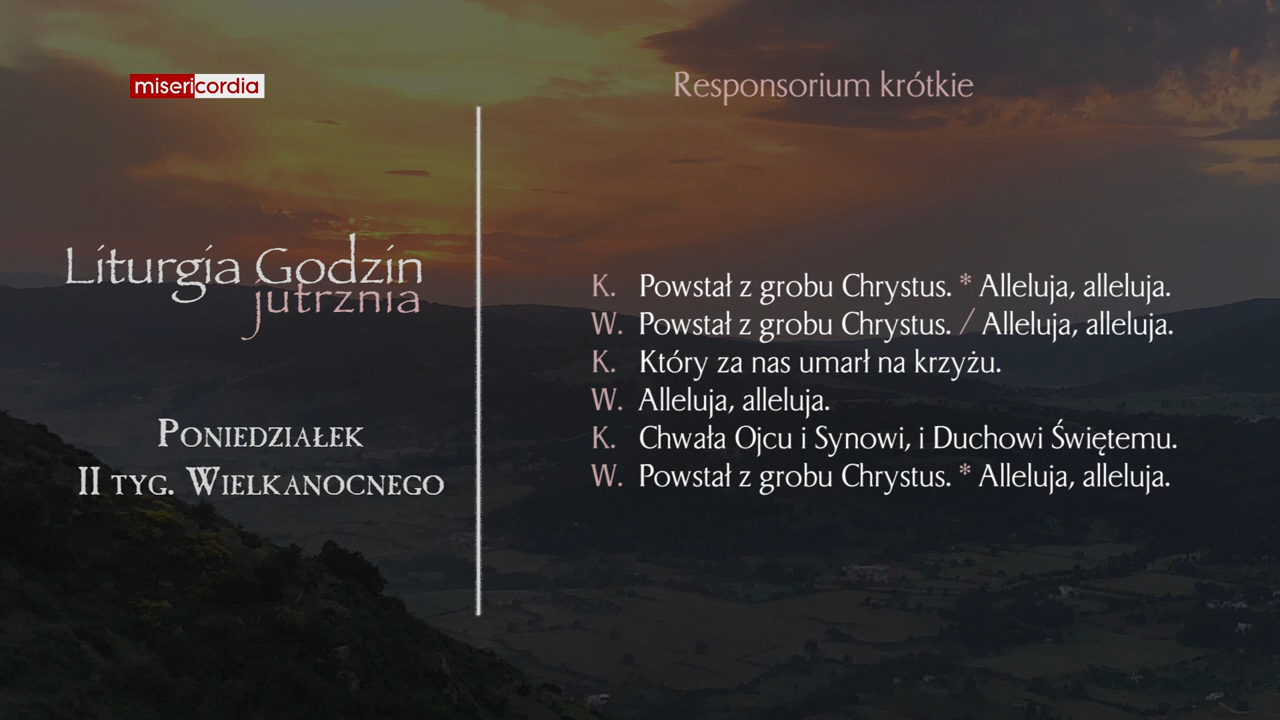 misericordia
Responsorium krótkie
Liturgia Godzin
jutrznia
Poniedziałek
II tyg. Wielkanocnego
K. Powstał z grobu Chrystus. * Alleluja, alleluja.
W. Powstał z grobu Chrystus. / Alleluja, alleluja.
K. Który za nas umarł na krzyżu.
W. Alleluja, alleluja.
K. Chwała Ojcu i Synowi, i Duchowi Świętemu.
W. Powstał z grobu Chrystus. * Alleluja, alleluja.